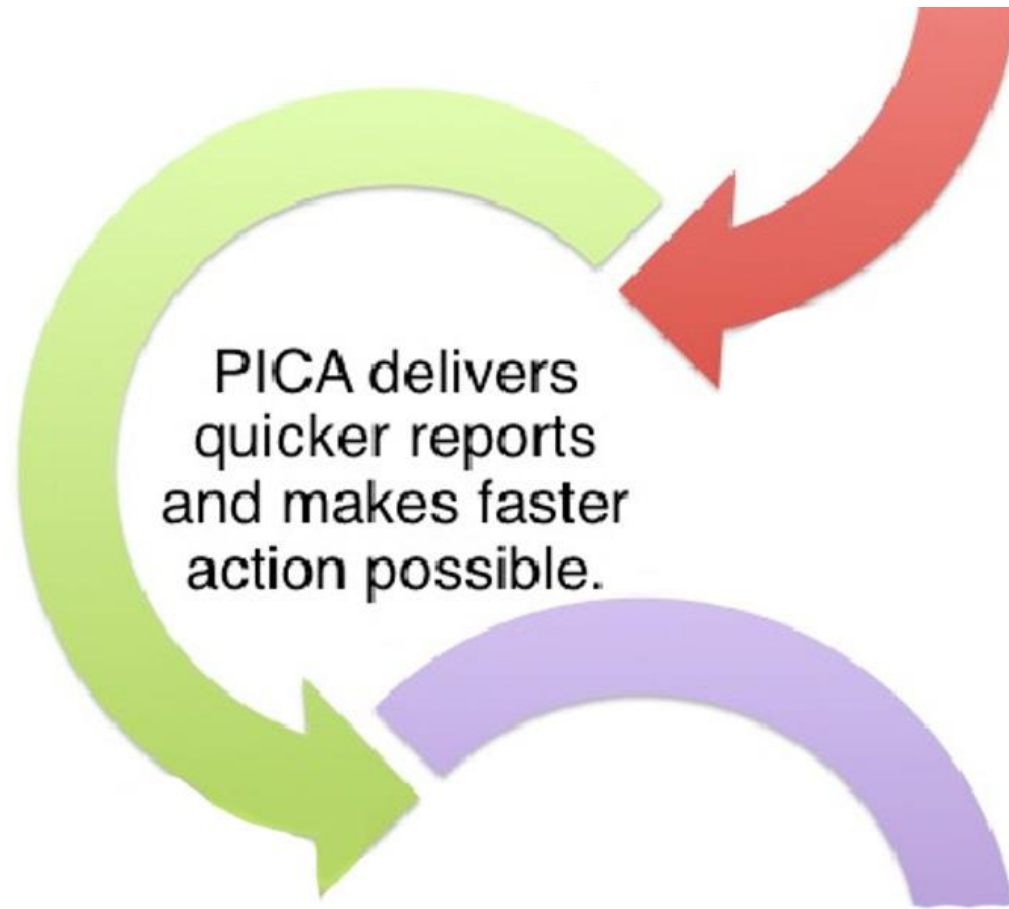 PICA delivers
quicker reports
and makes faster
action possible.